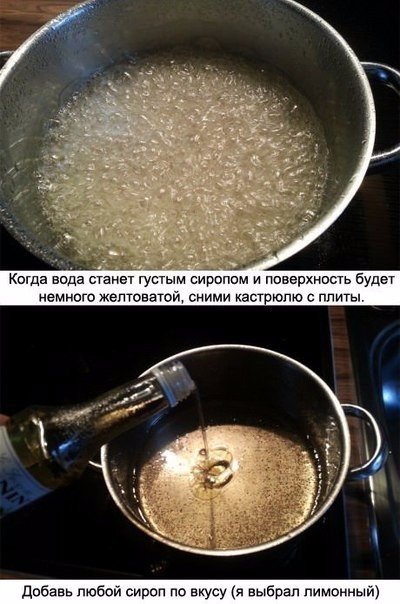 Когда вода станет густым сиропом и поверхность будет
немного желтоватой, сними кастрюлю с плиты.
NIN
Добавь любой сироп по вкусу (я выбрал лимонный)